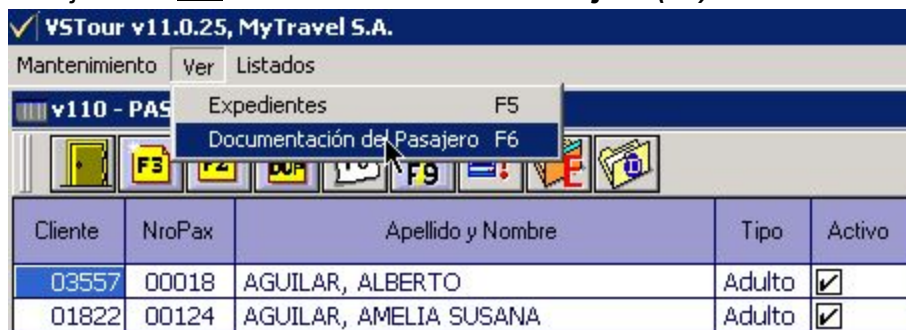 VSTour v11.0.25, MyTravel S.A.
Mantenimiento Ver Listados
v110 - PAS
Expedientes F5
Documentación del Pasajero F6
F3
F9
E
Cliente NroPax Apellido y Nombre Tipo Activo
03557 00018 AGUILAR, ALBERTO Adulto
01822 00124 AGUILAR, AMELIA SUSANA Adulto